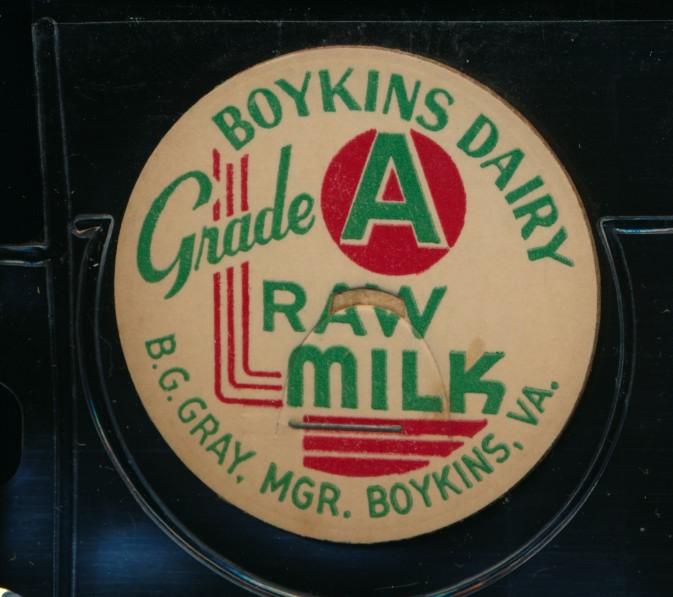 BOYKINS DAIRY
Grade A
RAW
MILK
B.G. GRAY, MGR. BOYKINS, VA.